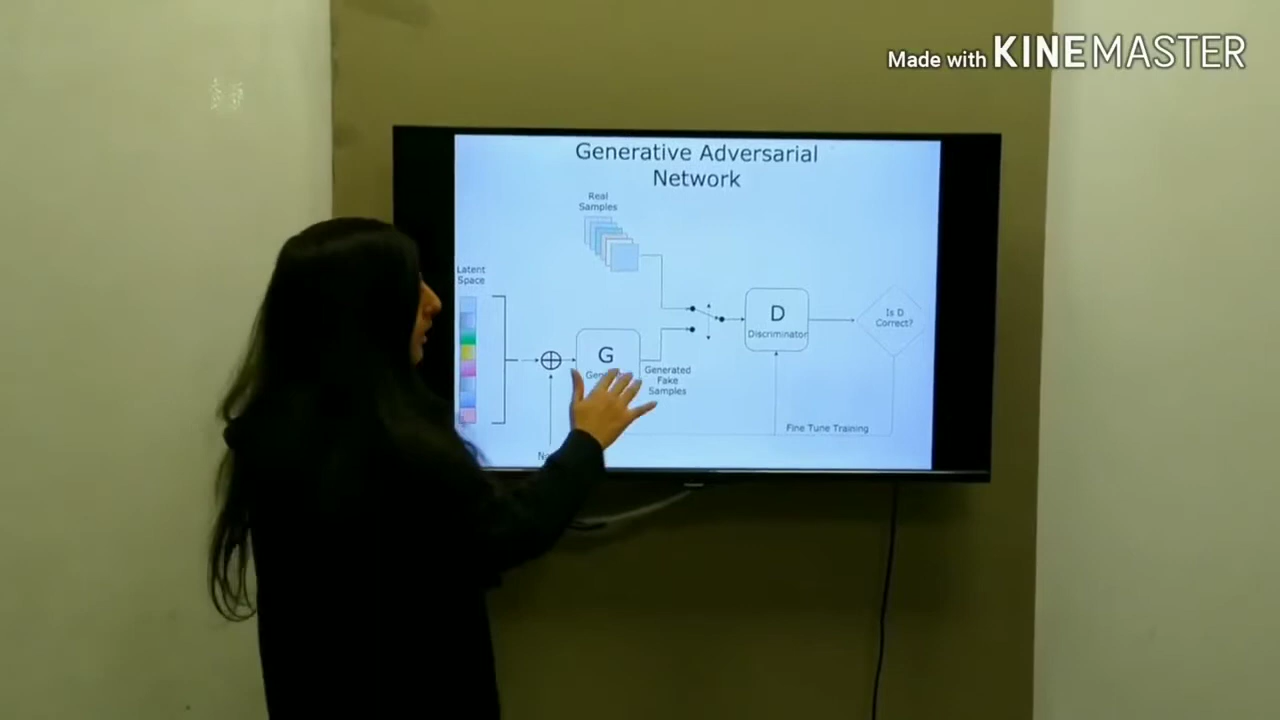 Made with KINEMASTER
Generative Adversarial
Network
Real
Samples
Latent
Space
Is D
Correct?
D
Discriminator
G
Generated
Fake
Samples
Fine Tune Training